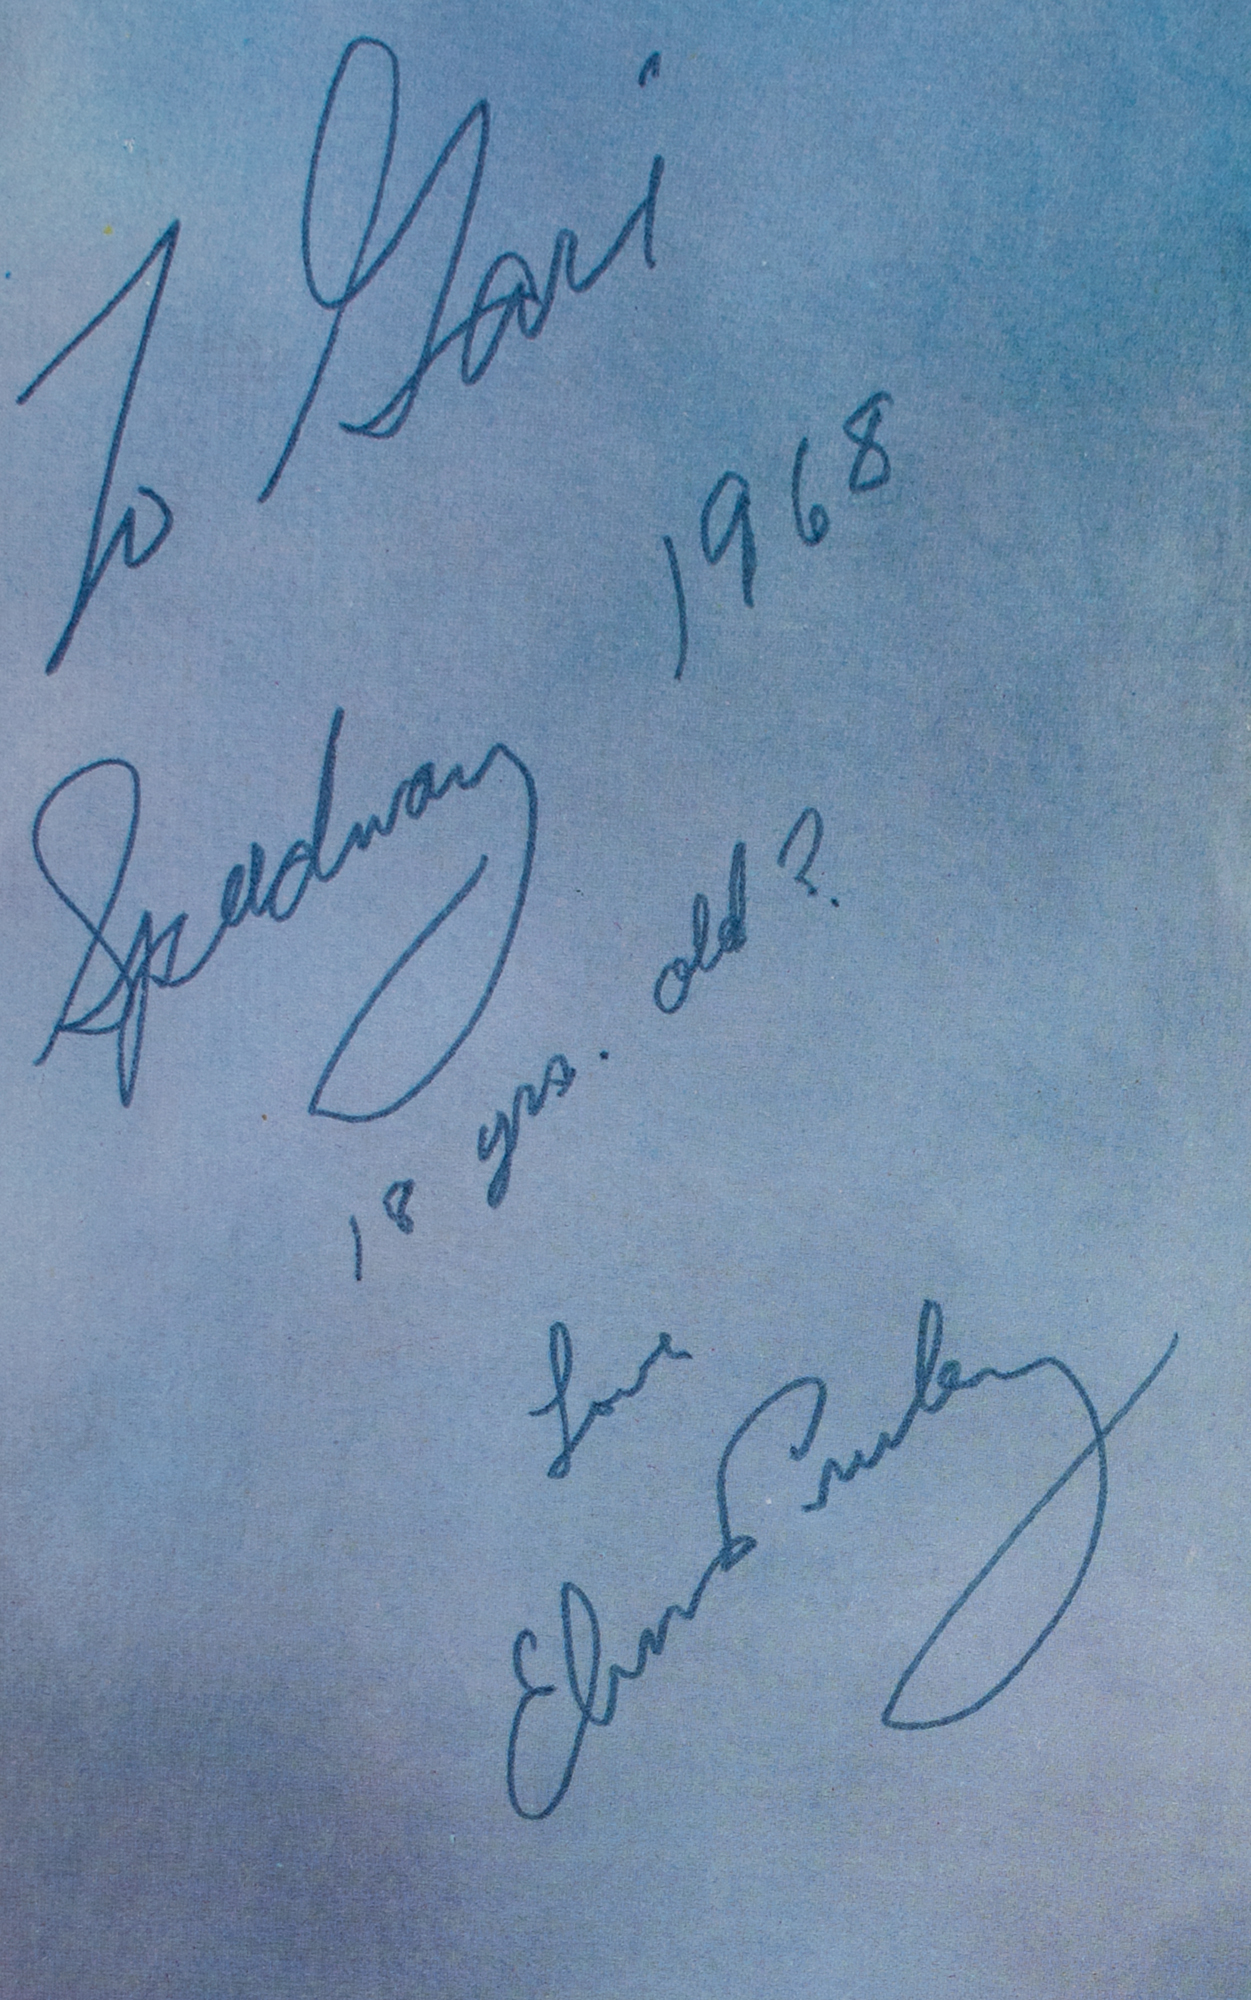 To Gari
1968
Speedway
18 yrs. old?
Love
Elvis Presley